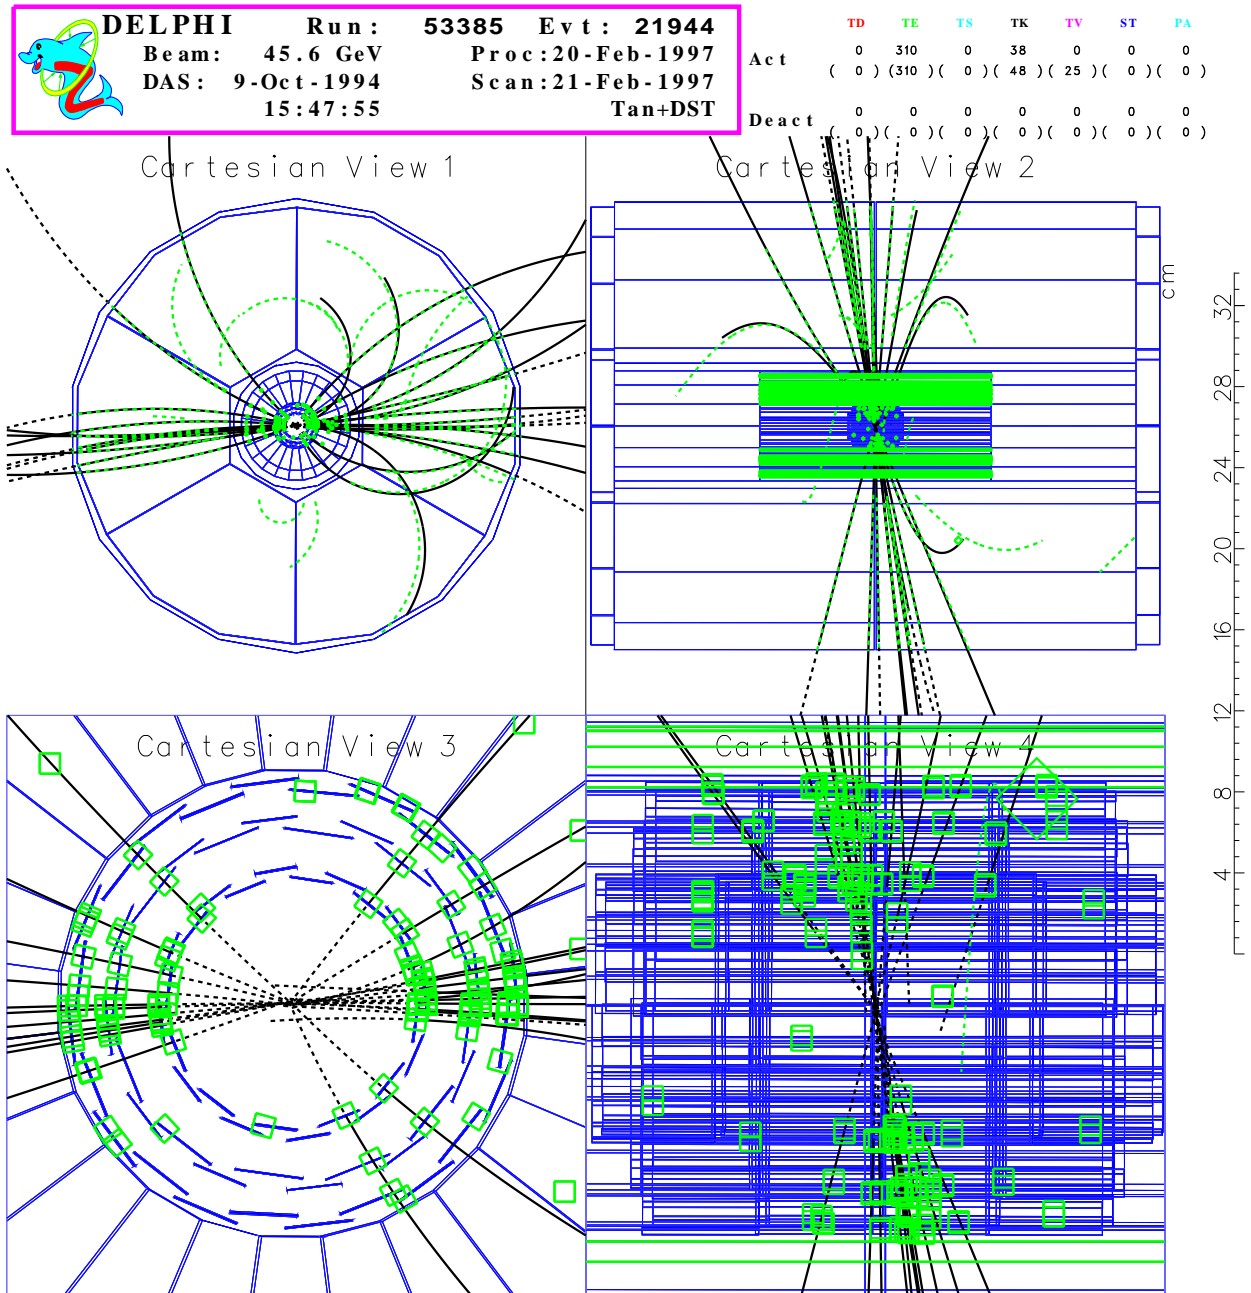 DELPHI Run: 53385 Evt: 21944
Beam: 45.6 GeV Proc:20-Feb-1997
DAS: 9-Oct-1994 Scan:21-Feb-1997
15:47:55 Tan+DST
TD TE TS TK TV ST PA
Act 0 310 0 38 0 0 0
( 0 ) (310 ) ( 0 ) ( 48 ) ( 25 ) ( 0 ) ( 0 )
Deact 0 0 0 0 0 0 0
( 0 ) ( 0 ) ( 0 ) ( 0 ) ( 0 ) ( 0 ) ( 0 )
Cartesian View 1
Cartesian View 2
cm
32
28
24
20
16
12
8
4
Cartesian View 3
Cartesian View 4